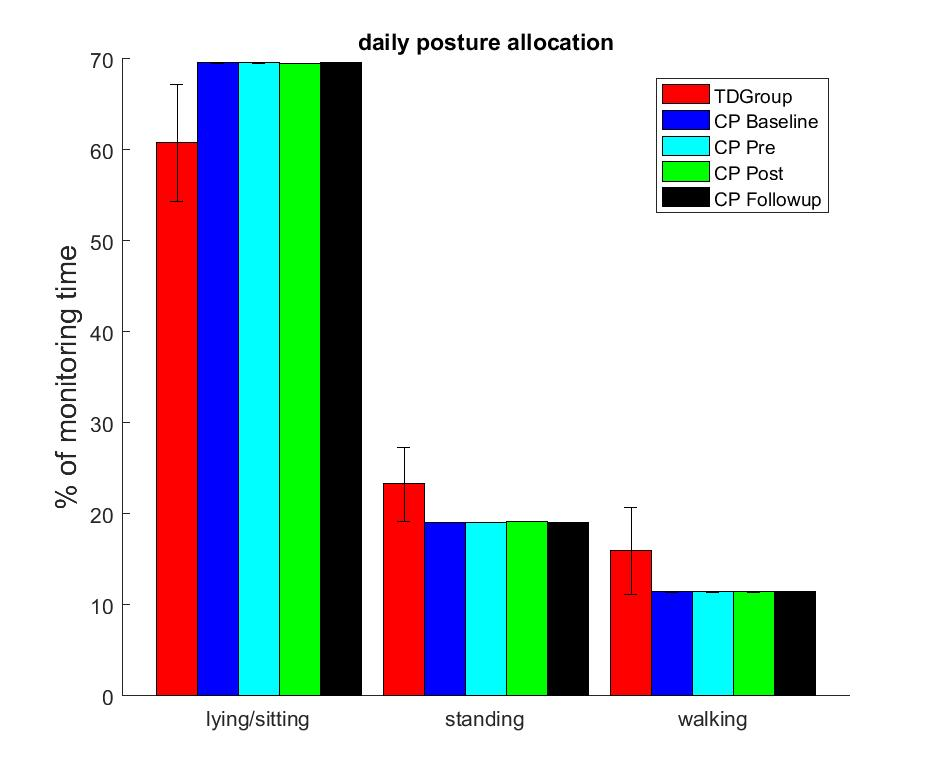 daily posture allocation
70
60
50
40
30
20
10
0
% of monitoring time
TDGroup
CP Baseline
CP Pre
CP Post
CP Followup
lying/sitting
standing
walking